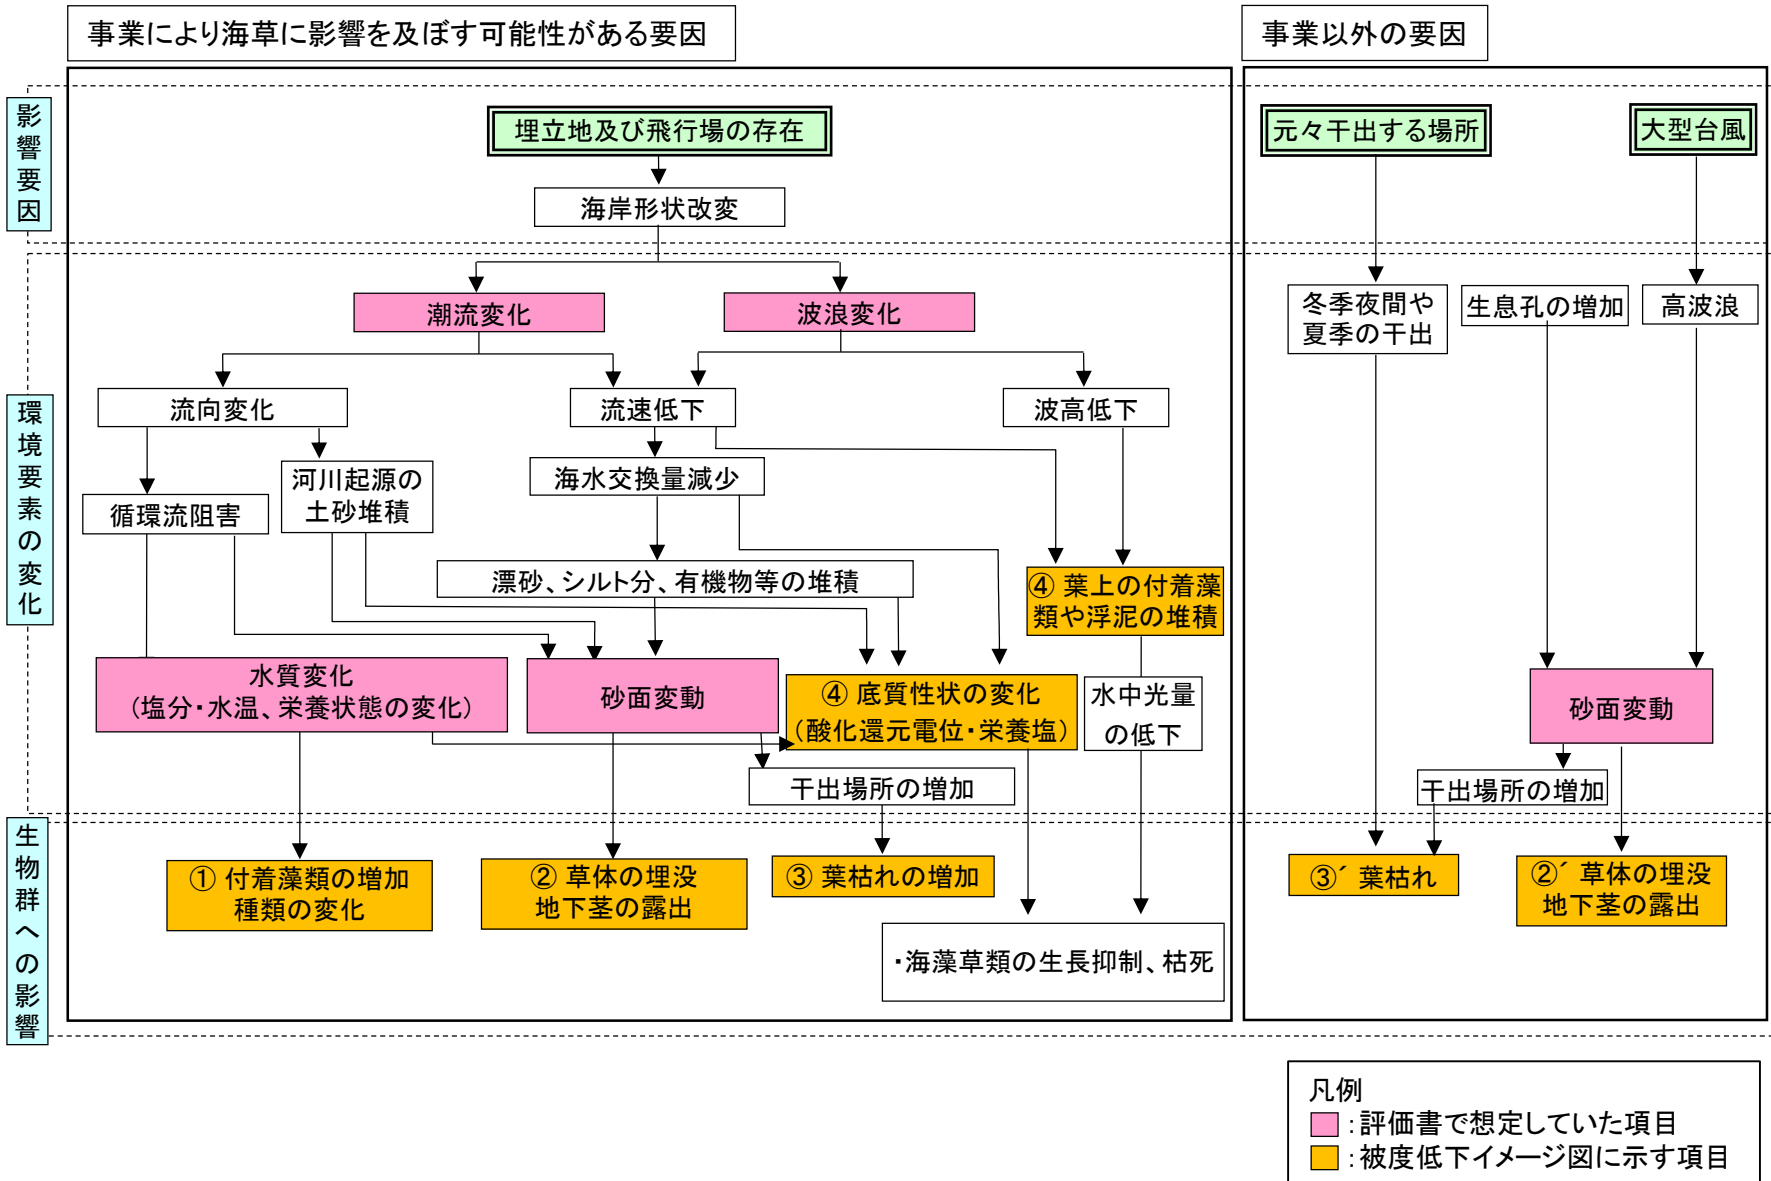 事業により海草に影響を及ぼす可能性がある要因
事業以外の要因
影響要因
埋立地及び飛行場の存在
海岸形状改変
元々干出する場所
大型台風
環境要素の変化
潮流変化
波浪変化
冬季夜間や
夏季の干出
生息孔の増加
高波浪
流向変化
流速低下
波高低下
循環流阻害
河川起源の
土砂堆積
海水交換量減少
漂砂、シルト分、有機物等の堆積
④ 葉上の付着藻
類や浮泥の堆積
水質変化
(塩分・水温、栄養状態の変化)
砂面変動
④ 底質性状の変化
(酸化還元電位・栄養塩)
水中光量
の低下
砂面変動
干出場所の増加
干出場所の増加
生物群への影響
① 付着藻類の増加
種類の変化
② 草体の埋没
地下茎の露出
③ 葉枯れの増加
・海藻草類の生長抑制、枯死
③´ 葉枯れ
②´ 草体の埋没
地下茎の露出
凡例
：評価書で想定していた項目
：被度低下イメージ図に示す項目